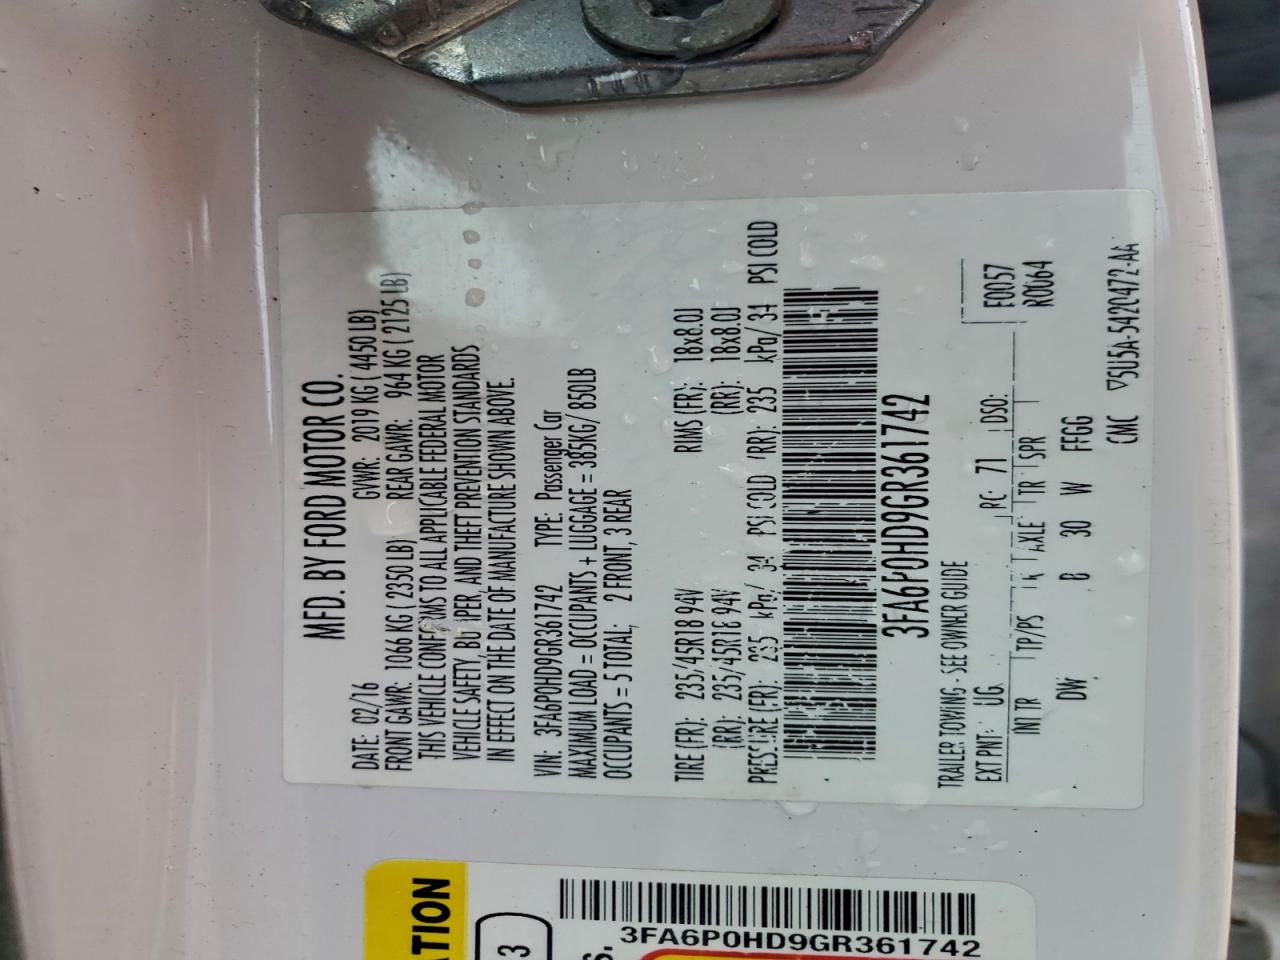 MFD. BY FORD MOTOR CO.
DATE: 02/16 GVWR: 2019 KG ( 4450 LB)
FRONT GAWR: 1066 KG ( 2350 LB) REAR GAWR: 964 KG ( 2125 LB)
THIS VEHICLE CONFORMS TO ALL APPLICABLE FEDERAL MOTOR
VEHICLE SAFETY, BUMPER, AND THEFT PREVENTION STANDARDS
IN EFFECT ON THE DATE OF MANUFACTURE SHOWN ABOVE.
VIN: 3FA6P0HD9GR361742 TYPE: Passenger Car
MAXIMUM LOAD = OCCUPANTS + LUGGAGE = 385KG/ 850LB
OCCUPANTS = 5 TOTAL; 2 FRONT, 3 REAR
TIRE (FR): 235/45R18 94V RIMS (FR): 18x8.0J
(RR): 235/45R18 94V (RR): 18x8.0J
PRESSURE (FR): 235 kPa/ 34 PSI COLD (RR): 235 kPa/ 34 PSI COLD
3FA6P0HD9GR361742
TRAILER TOWING - SEE OWNER GUIDE
EXT PNT: UG RC: 71 DSO: F0057
INT TR TP/PS R AXLE TR SPR R0064
DW B 30 W FFGG
CMC 5U5A-5420472-AA
TION
3
S.
3FA6P0HD9GR361742